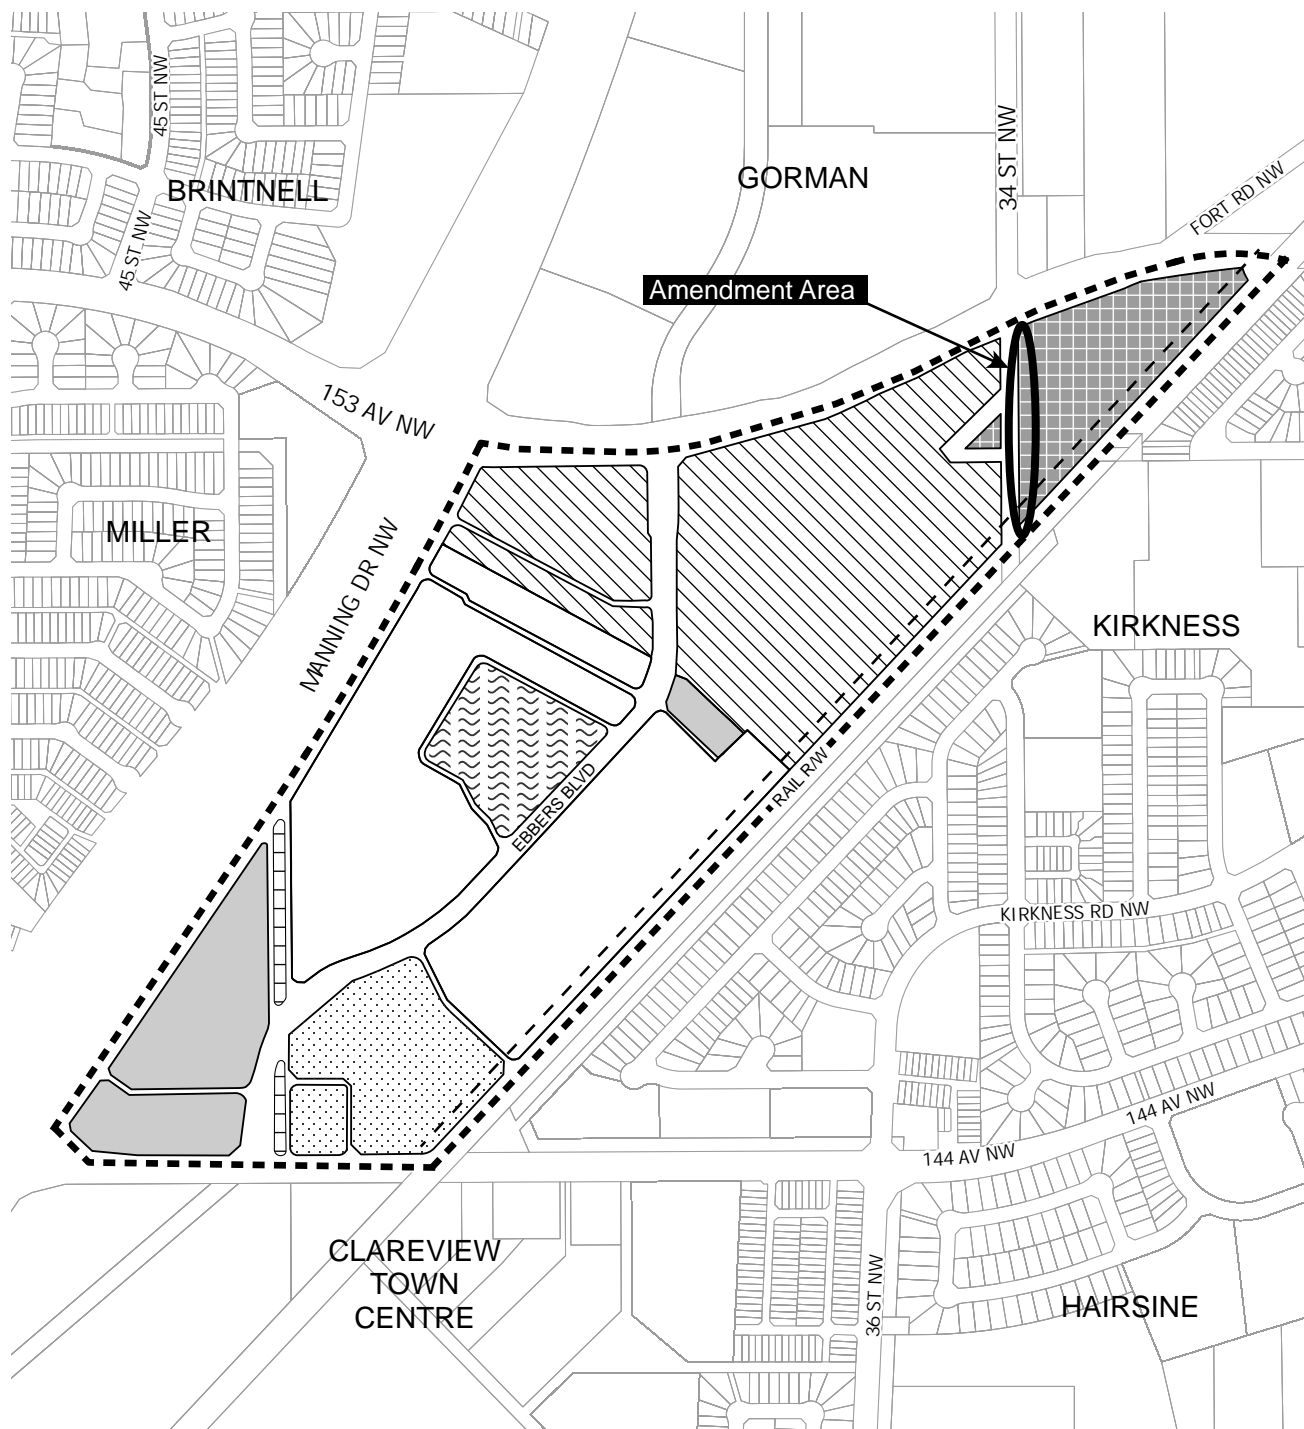 45 ST NW
BRINTNELL
45 ST NW
GORMAN
34 ST NW
FORT RD NW
Amendment Area
153 AV NW
MILLER
MANNING DR NW
KIRKNESS
RAIL R/W
EBBERS BLVD
KIRKNESS RD NW
144 AV NW
144 AV NW
CLAREVIEW
TOWN
CENTRE
36 ST NW
HAIRSINE